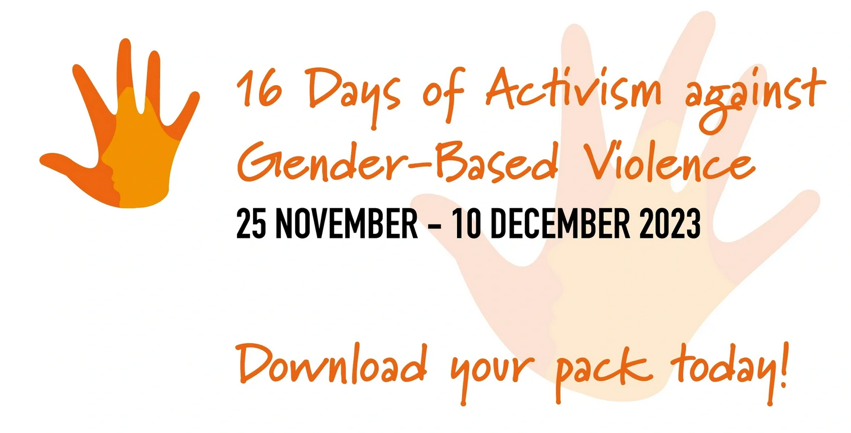 16 Days of Activism against
Gender-Based Violence
25 NOVEMBER – 10 DECEMBER 2023
Download your pack today!